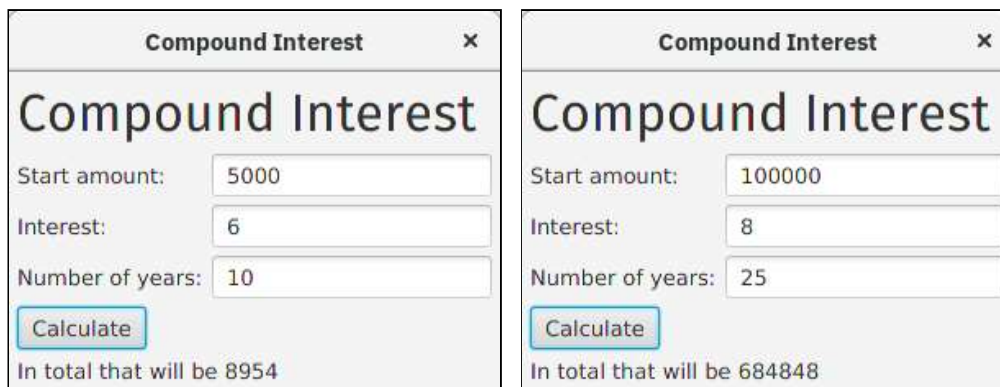 Compound Interest ×
Compound Interest
Start amount: 5000
Interest: 6
Number of years: 10
Calculate
In total that will be 8954
Compound Interest ×
Compound Interest
Start amount: 100000
Interest: 8
Number of years: 25
Calculate
In total that will be 684848